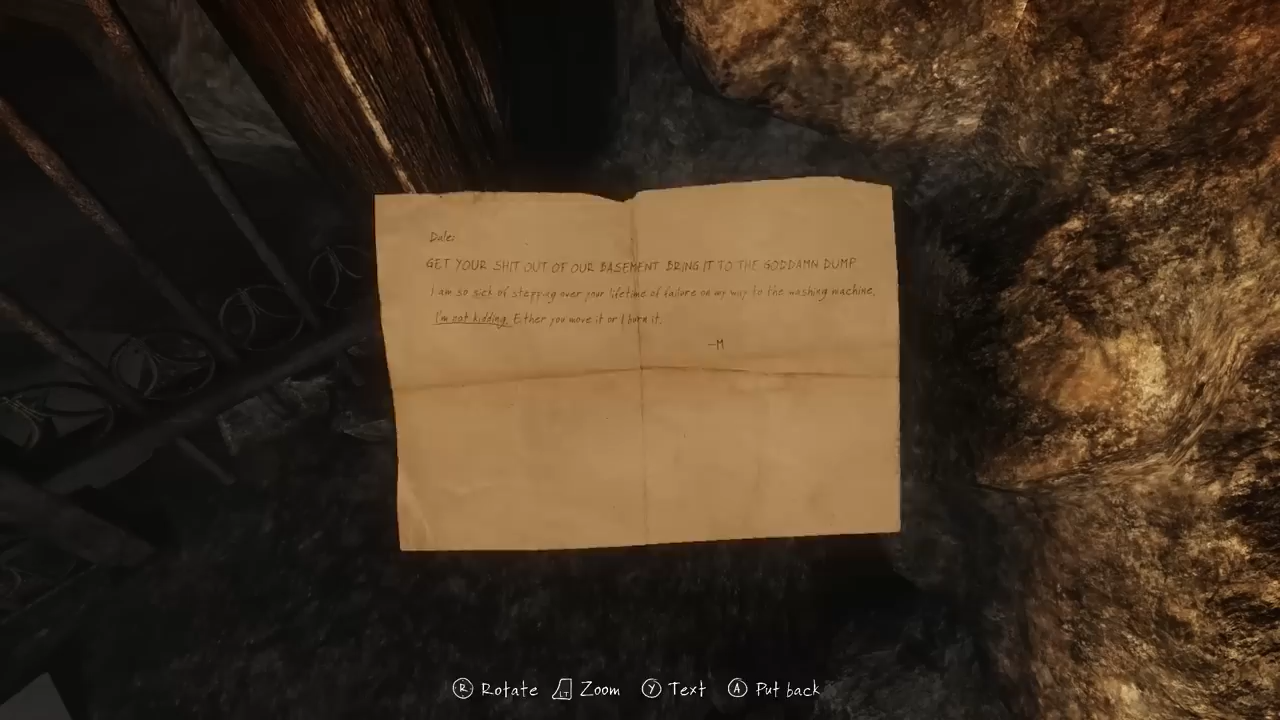 Dale:
GET YOUR SHIT OUT OF OUR BASEMENT BRING IT TO THE GODDAMN DUMP
I am so sick of stepping over your lifetime of failure on my way to the washing machine.
I'm not kidding. Either you move it or I burn it.
—M
R Rotate LT Zoom Y Text A Put back